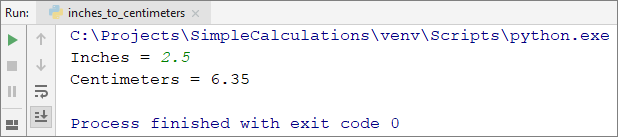 Run: inches_to_centimeters
C:\Projects\SimpleCalculations\venv\Scripts\python.exe
Inches = 2.5
Centimeters = 6.35
Process finished with exit code 0